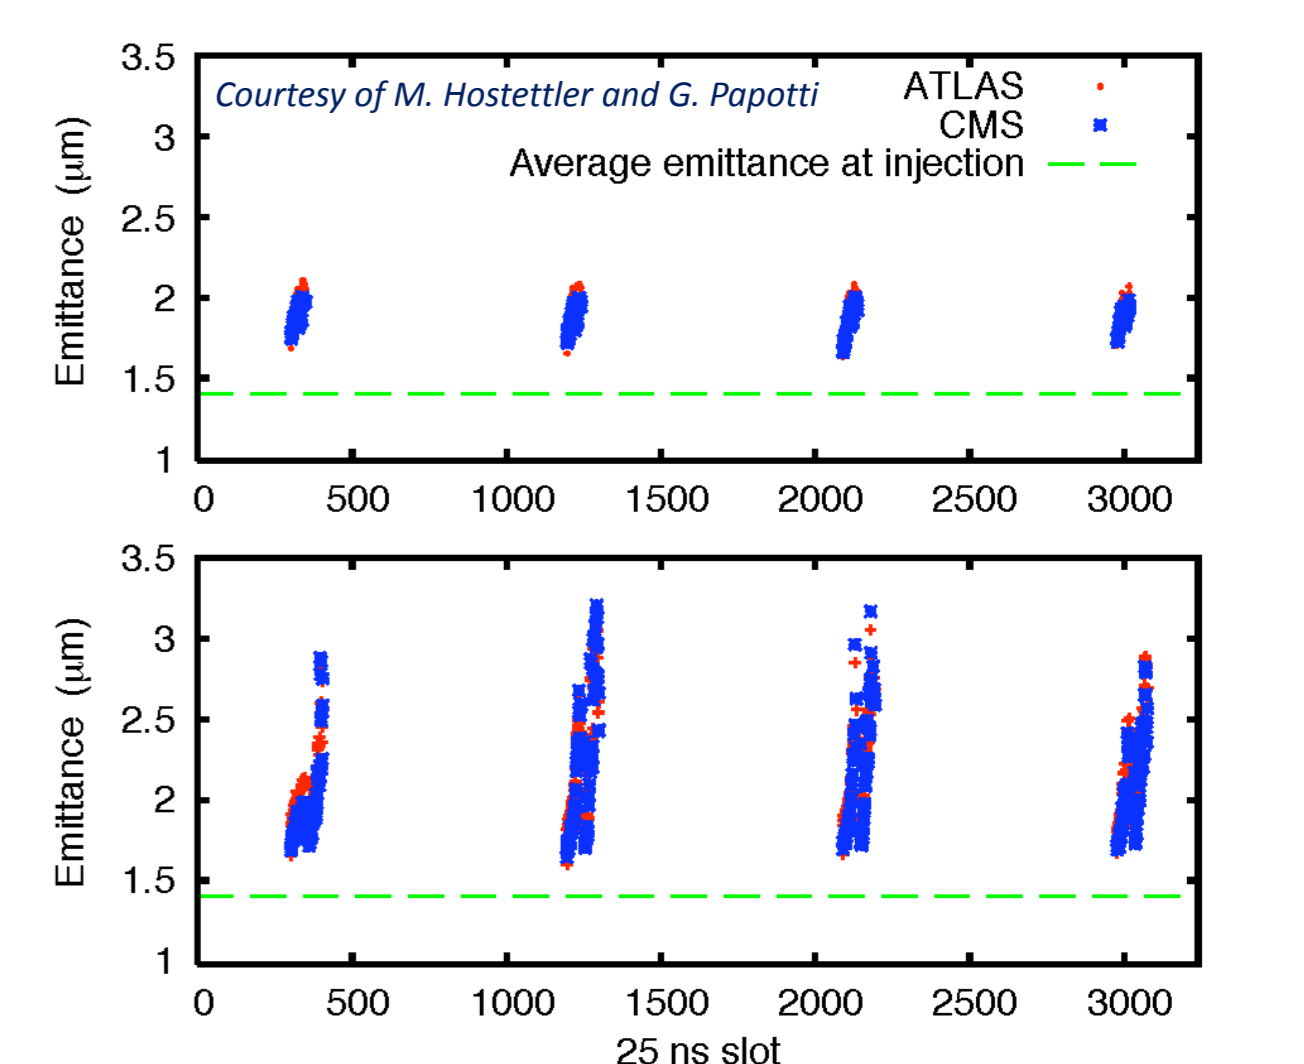 3.5
Courtesy of M. Hostettler and G. Papotti
ATLAS
CMS
Average emittance at injection
3
2.5
2
1.5
1
Emittance (μm)
0 500 1000 1500 2000 2500 3000
3.5
3
2.5
2
1.5
1
Emittance (μm)
0 500 1000 1500 2000 2500 3000
25 ns slot